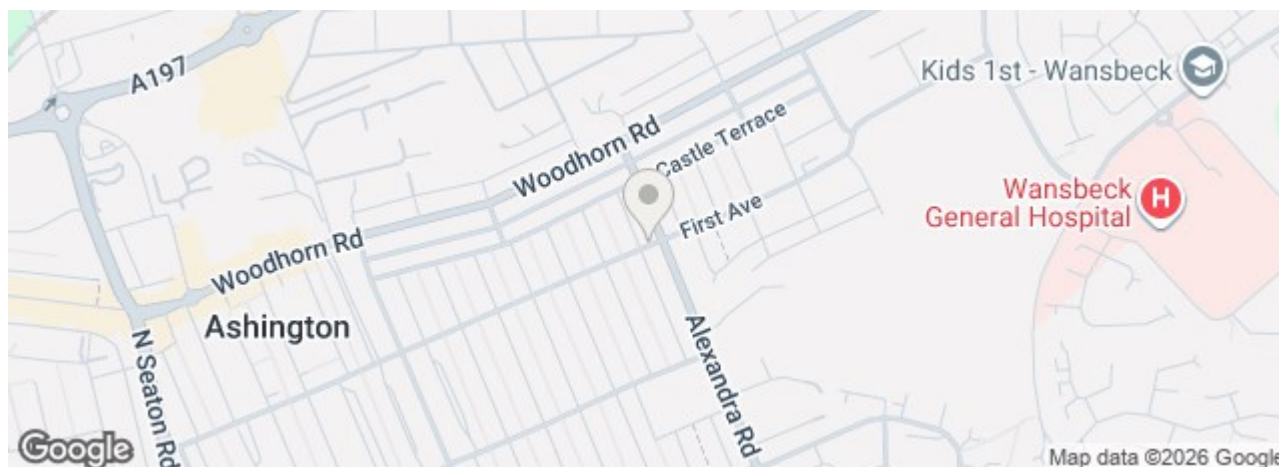 A197
Kids 1st - Wansbeck
Woodhorn Rd
Castle Terrace
Wansbeck
General Hospital
H
First Ave
Woodhorn Rd
Ashington
N Seaton Rd
Alexandra Rd
Google
Map data ©2026 Google